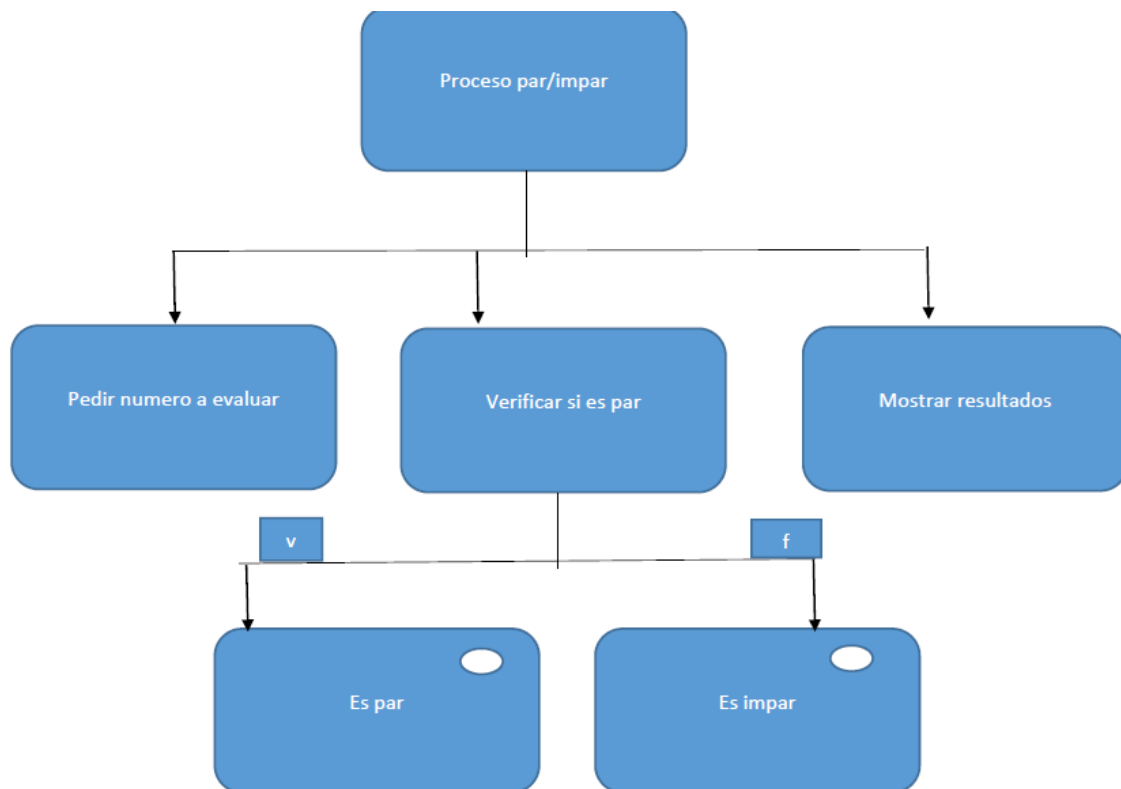 Proceso par/impar
Pedir numero a evaluar
Verificar si es par
Mostrar resultados
v
f
Es par
Es impar